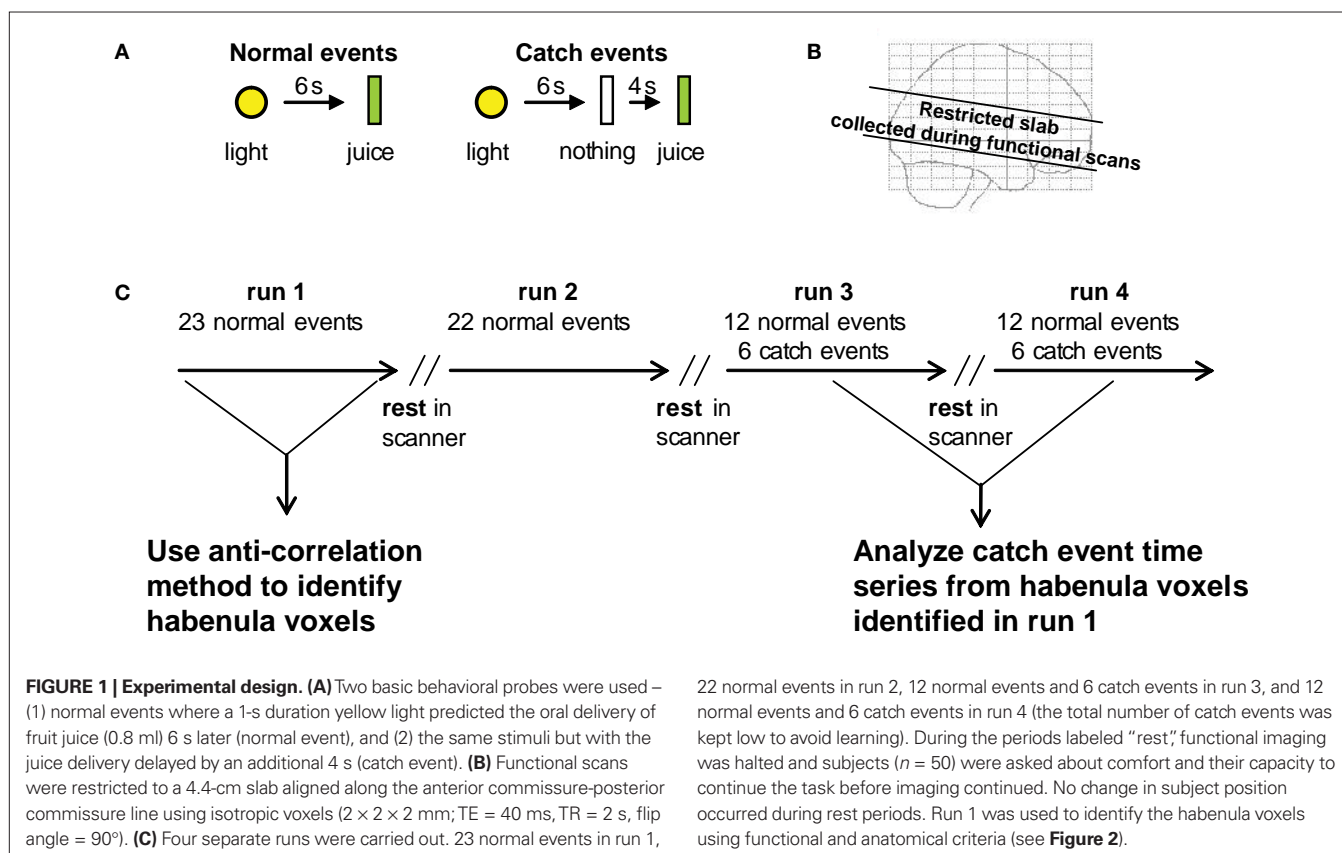 A
Normal events
6 s
light
juice
Catch events
6 s
4 s
light
nothing
juice
B
Restricted slab
collected during functional scans
C
run 1
23 normal events
run 2
22 normal events
run 3
12 normal events
6 catch events
run 4
12 normal events
6 catch events
rest in
scanner
rest in
scanner
rest in
scanner
Use anti-correlation
method to identify
habenula voxels
Analyze catch event time
series from habenula voxels
identified in run 1
FIGURE 1 | Experimental design. (A) Two basic behavioral probes were used –
(1) normal events where a 1-s duration yellow light predicted the oral delivery of
fruit juice (0.8 ml) 6 s later (normal event), and (2) the same stimuli but with the
juice delivery delayed by an additional 4 s (catch event). (B) Functional scans
were restricted to a 4.4-cm slab aligned along the anterior commissure-posterior
commissure line using isotropic voxels (2 × 2 × 2 mm; TE = 40 ms, TR = 2 s, flip
angle = 90°). (C) Four separate runs were carried out. 23 normal events in run 1,
22 normal events in run 2, 12 normal events and 6 catch events in run 3, and 12
normal events and 6 catch events in run 4 (the total number of catch events was
kept low to avoid learning). During the periods labeled “rest”, functional imaging
was halted and subjects (n = 50) were asked about comfort and their capacity to
continue the task before imaging continued. No change in subject position
occurred during rest periods. Run 1 was used to identify the habenula voxels
using functional and anatomical criteria (see Figure 2).